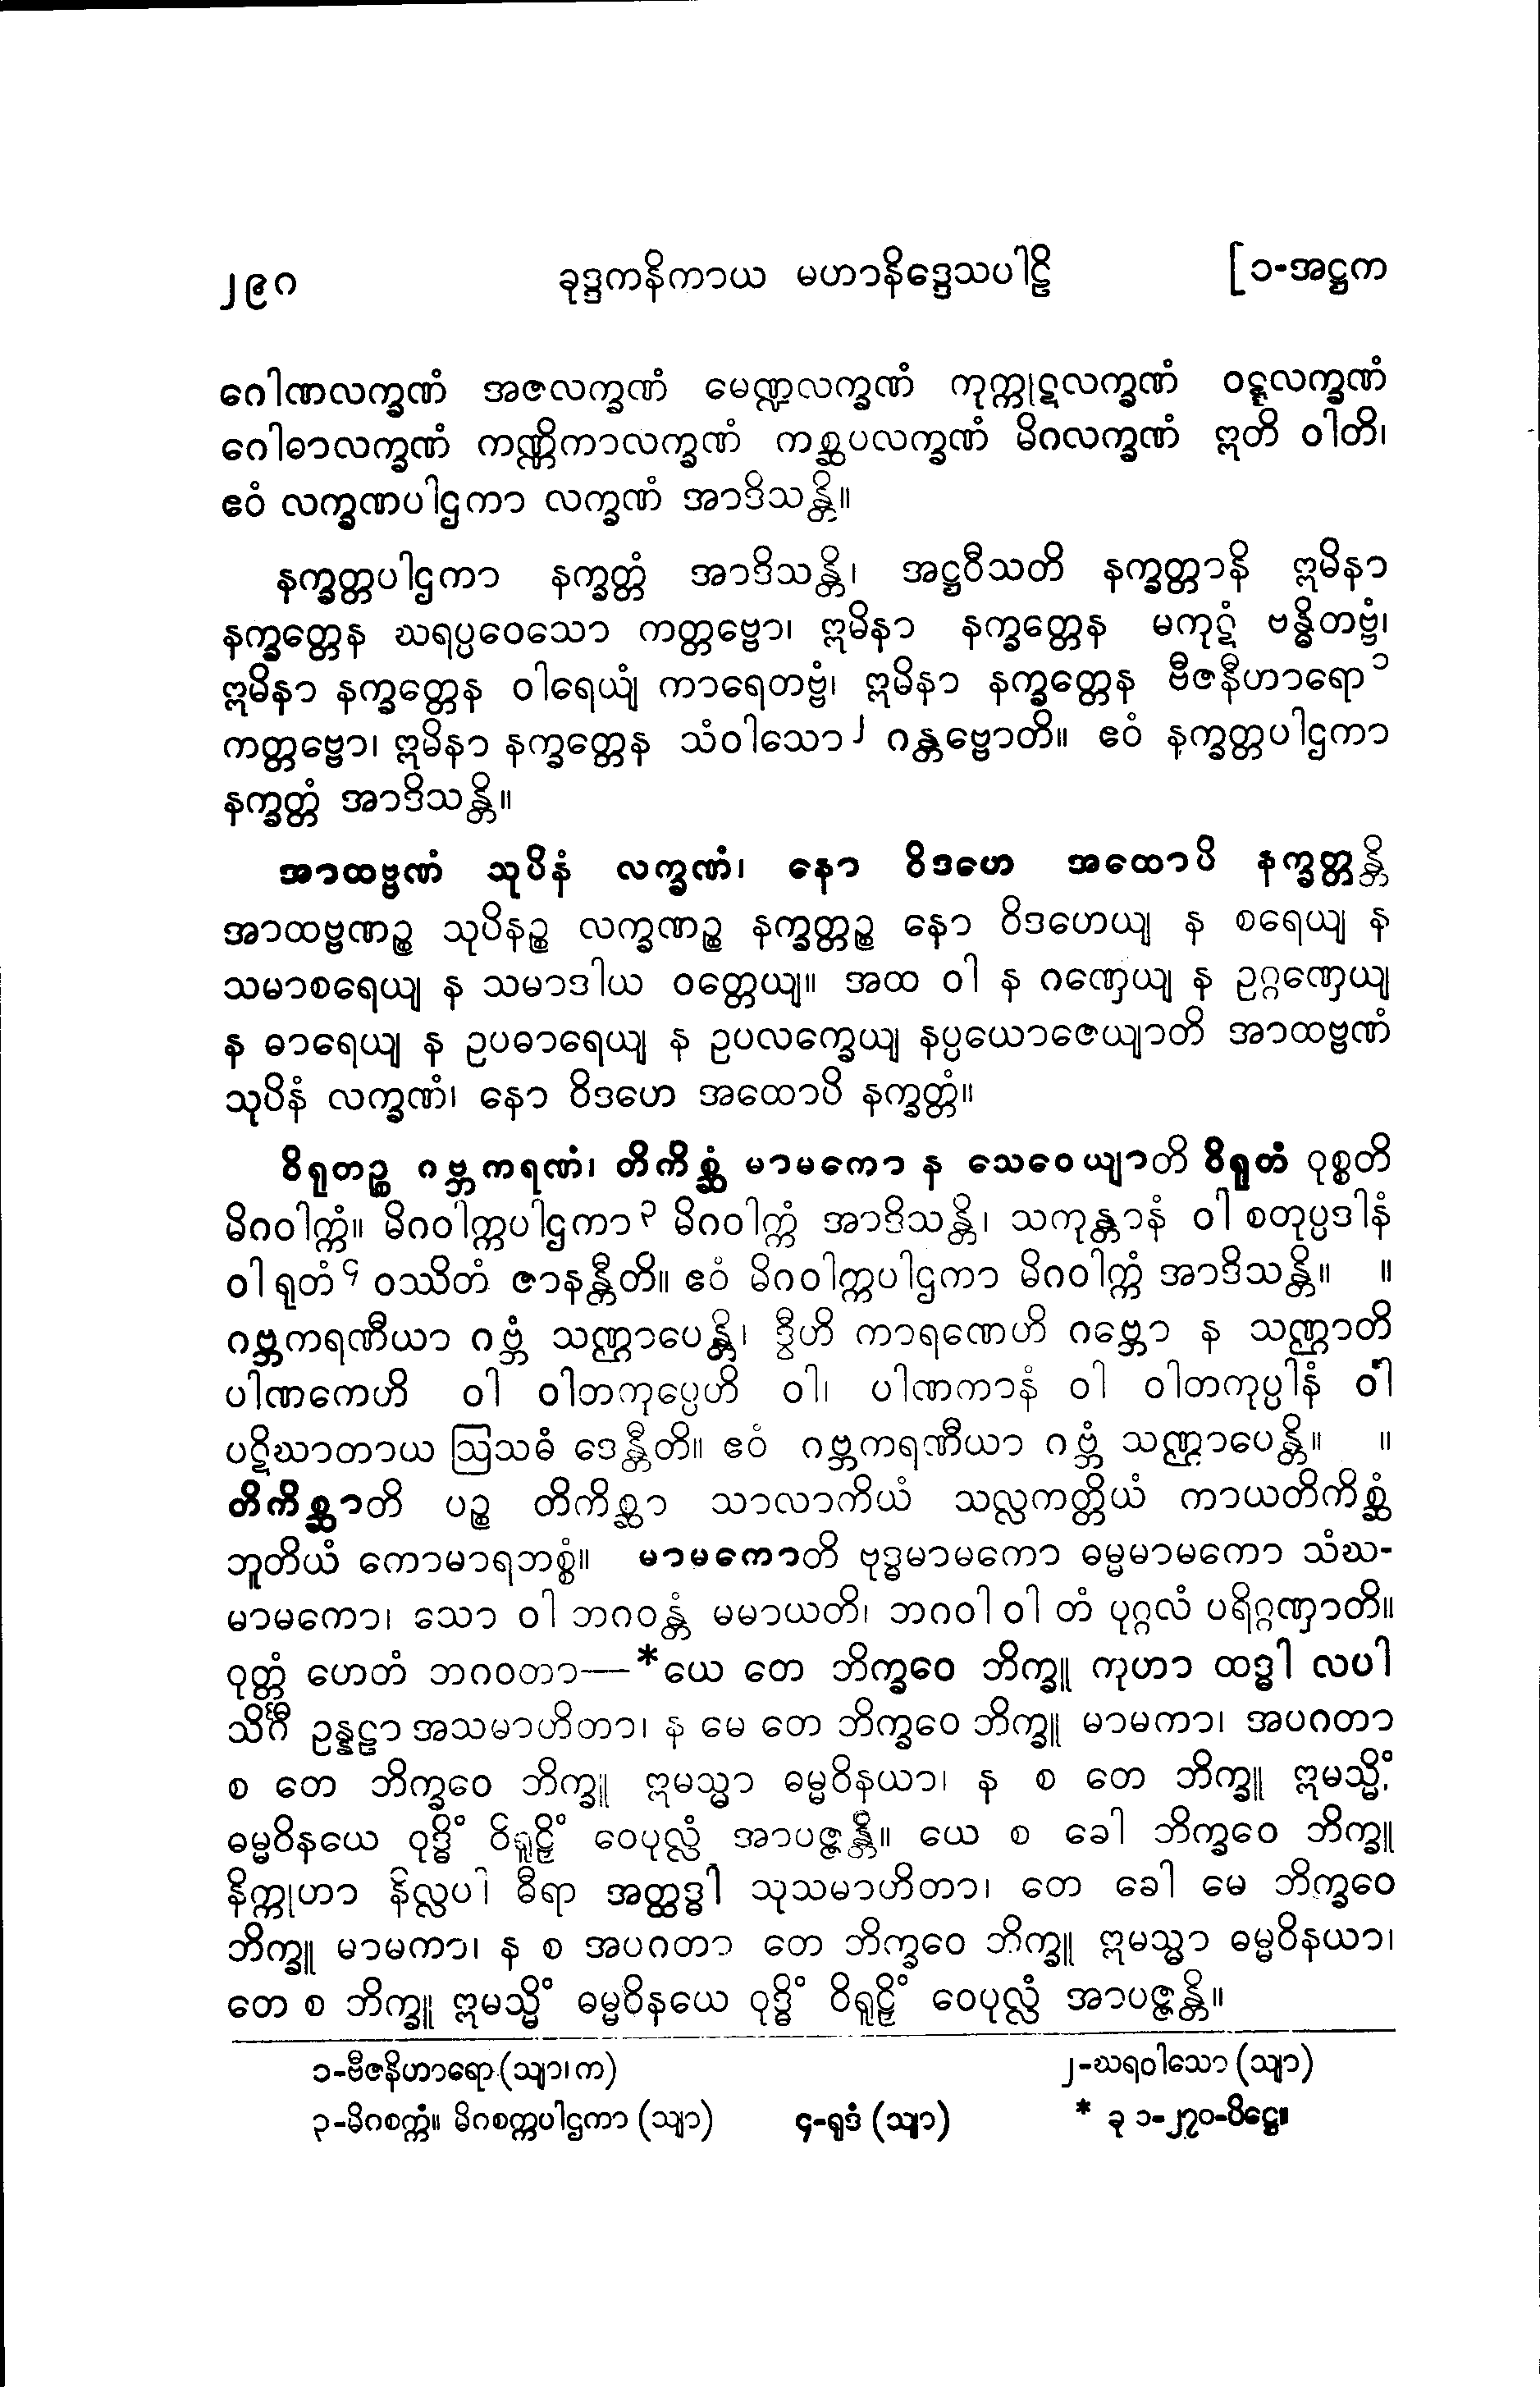 ၂၉၀ ခုဒ္ဒကနိကာယ မဟာနိဒ္ဒေသပါဠိ [၁-အဋ္ဌက
ဂေါဏလက္ခဏံ အဇလက္ခဏံ မေဏ္ဍလက္ခဏံ ကုက္ကုဋလက္ခဏံ ဝဋ္ဋလက္ခဏံ
ဂေါဓာလက္ခဏံ ကဏ္ဏိကာလက္ခဏံ ကစ္ဆပလက္ခဏံ မိဂလက္ခဏံ ဣတိ ဝါတိ၊
ဧဝံ လက္ခဏပါဌကာ လက္ခဏံ အာဒိသန္တိ။
နက္ခတ္တပါဌကာ နက္ခတ္တံ အာဒိသန္တိ၊ အဋ္ဌဝီသတိ နက္ခတ္တာနိ ဣမိနာ
နက္ခတ္တေန ဃရပ္ပဝေသော ကတ္တဗ္ဗော၊ ဣမိနာ နက္ခတ္တေန မကုဋံ ဗန္ဓိတဗ္ဗံ၊
ဣမိနာ နက္ခတ္တေန ဝါရေယျံ ကာရေတဗ္ဗံ၊ ဣမိနာ နက္ခတ္တေန ဗီဇနီဟာရော ၁
ကတ္တဗ္ဗော၊ ဣမိနာ နက္ခတ္တေန သံဝါသော ၂ ဂန္တဗ္ဗောတိ။ ဧဝံ နက္ခတ္တပါဌကာ
နက္ခတ္တံ အာဒိသန္တိ။
အာထဗ္ဗဏံ သုပိနံ လက္ခဏံ၊ နော ဝိဒဟေ အထောပိ နက္ခတ္တန္တိ
အာထဗ္ဗဏဉ္စ သုပိနဉ္စ လက္ခဏဉ္စ နက္ခတ္တဉ္စ နော ဝိဒဟေယျ န စရေယျ န
သမာစရေယျ န သမာဒါယ ဝတ္တေယျ။ အထ ဝါ န ဂဏှေယျ န ဥဂ္ဂဏှေယျ
န ဓာရေယျ န ဥပဓာရေယျ န ဥပလက္ခေယျ နပ္ပယောဇေယျာတိ အာထဗ္ဗဏံ
သုပိနံ လက္ခဏံ၊ နော ဝိဒဟေ အထောပိ နက္ခတ္တံ။
ဝိရုတဉ္စ ဂဗ္ဘကရဏံ၊ တိကိစ္ဆံ မာမကော န သေဝေယျာတိ ဝိရုတံ ဝုစ္စတိ
မိဂဝါက္ကံ။ မိဂဝါက္ကပါဌကာ ၃ မိဂဝါက္ကံ အာဒိသန္တိ၊ သကုန္တာနံ ဝါ စတုပ္ပဒါနံ
ဝါ ရုတံ ၄ ဝဿိတံ ဇာနန္တီတိ။ ဧဝံ မိဂဝါက္ကပါဌကာ မိဂဝါက္ကံ အာဒိသန္တိ။ ။
ဂဗ္ဘကရဏီယာ ဂဗ္ဘံ သဏ္ဌာပေန္တိ၊ ဒွီဟိ ကာရဏေဟိ ဂဗ္ဘော န သဏ္ဌာတိ
ပါဏကေဟိ ဝါ ဝါတကုပ္ပေဟိ ဝါ၊ ပါဏကာနံ ဝါ ဝါတကုပ္ပါနံ ဝါ
ပဋိဃာတာယ ဩသဓံ ဒေန္တီတိ။ ဧဝံ ဂဗ္ဘကရဏီယာ ဂဗ္ဘံ သဏ္ဌာပေန္တိ။ ။
တိကိစ္ဆာတိ ပဉ္စ တိကိစ္ဆာ သာလာကိယံ သလ္လကတ္တိယံ ကာယတိကိစ္ဆံ
ဘူတိယံ ကောမာရဘစ္စံ။ မာမကောတိ ဗုဒ္ဓမာမကော ဓမ္မမာမကော သံဃ-
မာမကော၊ သော ဝါ ဘဂဝန္တံ မမာယတိ၊ ဘဂဝါ ဝါ တံ ပုဂ္ဂလံ ပရိဂ္ဂဏှာတိ။
ဝုတ္တံ ဟေတံ ဘဂဝတာ—*ယေ တေ ဘိက္ခဝေ ဘိက္ခူ ကုဟာ ထဒ္ဓါ လပါ
သိင်္ဂီ ဥန္နဠာ အသမာဟိတာ၊ န မေ တေ ဘိက္ခဝေ ဘိက္ခူ မာမကာ၊ အပဂတာ
စ တေ ဘိက္ခဝေ ဘိက္ခူ ဣမသ္မာ ဓမ္မဝိနယာ၊ န စ တေ ဘိက္ခူ ဣမသ္မိံ
ဓမ္မဝိနယေ ဝုဒ္ဓိံ ဝိရူဠှိံ ဝေပုလ္လံ အာပဇ္ဇန္တိ။ ယေ စ ခေါ ဘိက္ခဝေ ဘိက္ခူ
နိက္ကုဟာ နိလ္လပါ ဓီရာ အတ္ထဒ္ဓါ သုသမာဟိတာ၊ တေ ခေါ မေ ဘိက္ခဝေ
ဘိက္ခူ မာမကာ၊ န စ အပဂတာ တေ ဘိက္ခဝေ ဘိက္ခူ ဣမသ္မာ ဓမ္မဝိနယာ၊
တေ စ ဘိက္ခူ ဣမသ္မိံ ဓမ္မဝိနယေ ဝုဒ္ဓိံ ဝိရူဠှိံ ဝေပုလ္လံ အာပဇ္ဇန္တိ။
၁-ဗီဇနိဟာရော (သျာ၊ က) ၂-ဃရဝါသော (သျာ)
၃-မိဂစက္ကံ။ မိဂစက္ကပါဌကာ (သျာ) ၄-ရုဒံ (သျာ) * ခု ၁-၂၇၀-ပိဋ္ဌေ။